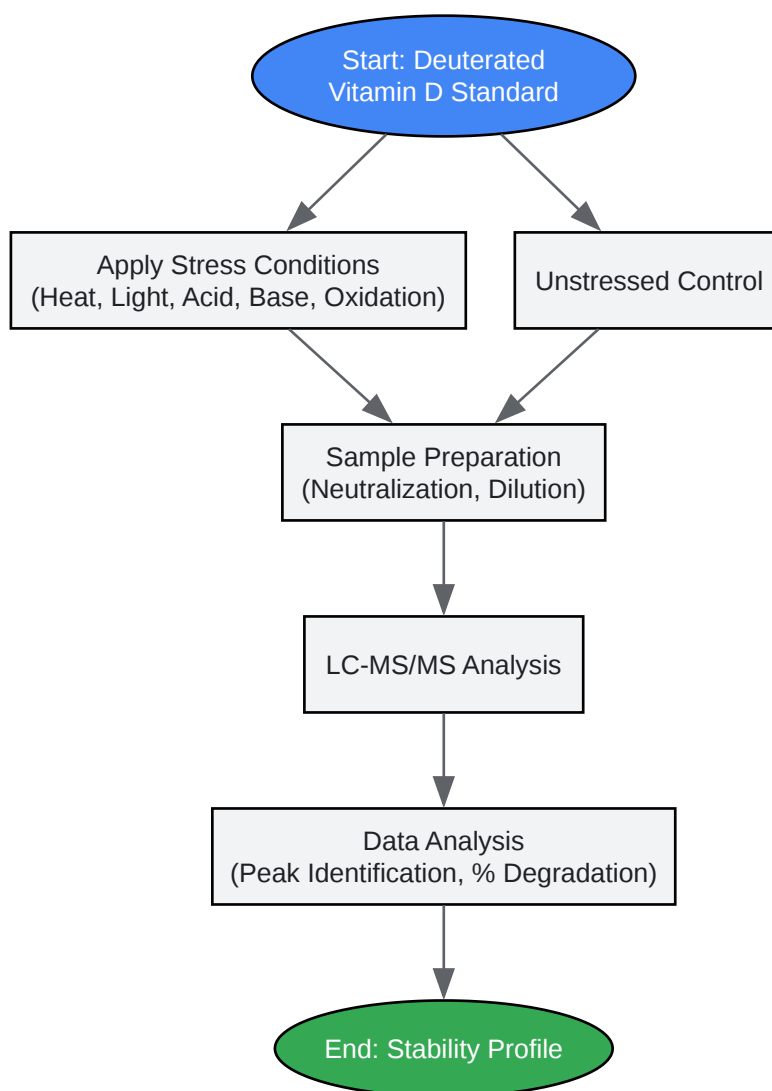 Start: Deuterated
Vitamin D Standard
Apply Stress Conditions
(Heat, Light, Acid, Base, Oxidation)
Unstressed Control
Sample Preparation
(Neutralization, Dilution)
LC-MS/MS Analysis
Data Analysis
(Peak Identification, % Degradation)
End: Stability Profile